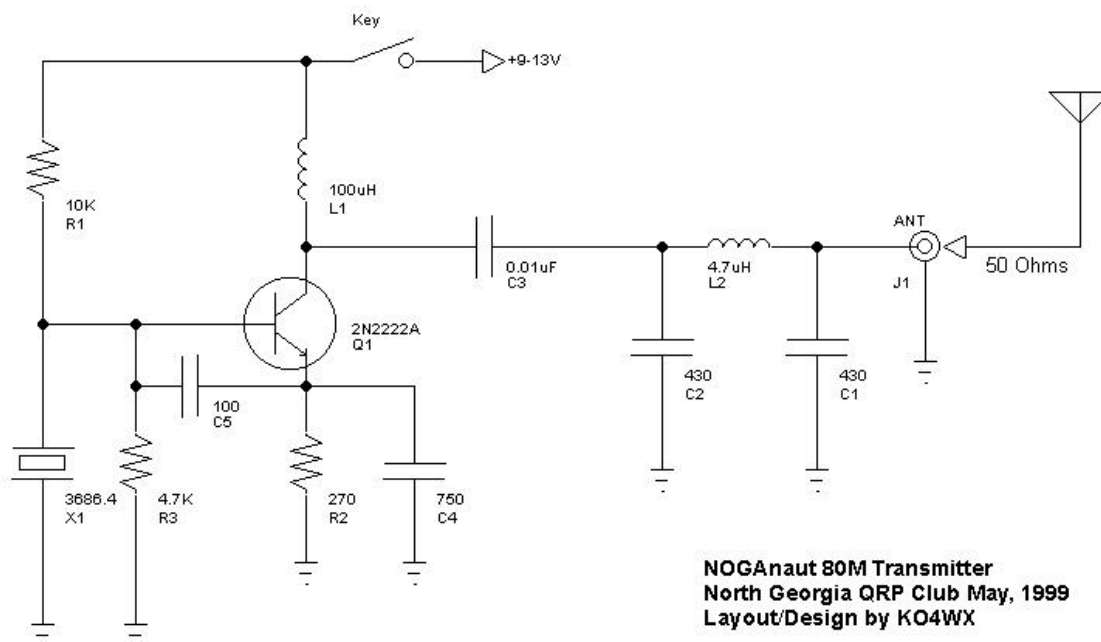 Key
+9-13V
10K
R1
100uH
L1
0.01uF
C3
4.7uH
L2
ANT
J1
50 Ohms
2N2222A
Q1
100
C5
430
C2
430
C1
3686.4
X1
4.7K
R3
270
R2
750
C4
NOGAnaut 80M Transmitter
North Georgia QRP Club May, 1999
Layout/Design by KO4WX